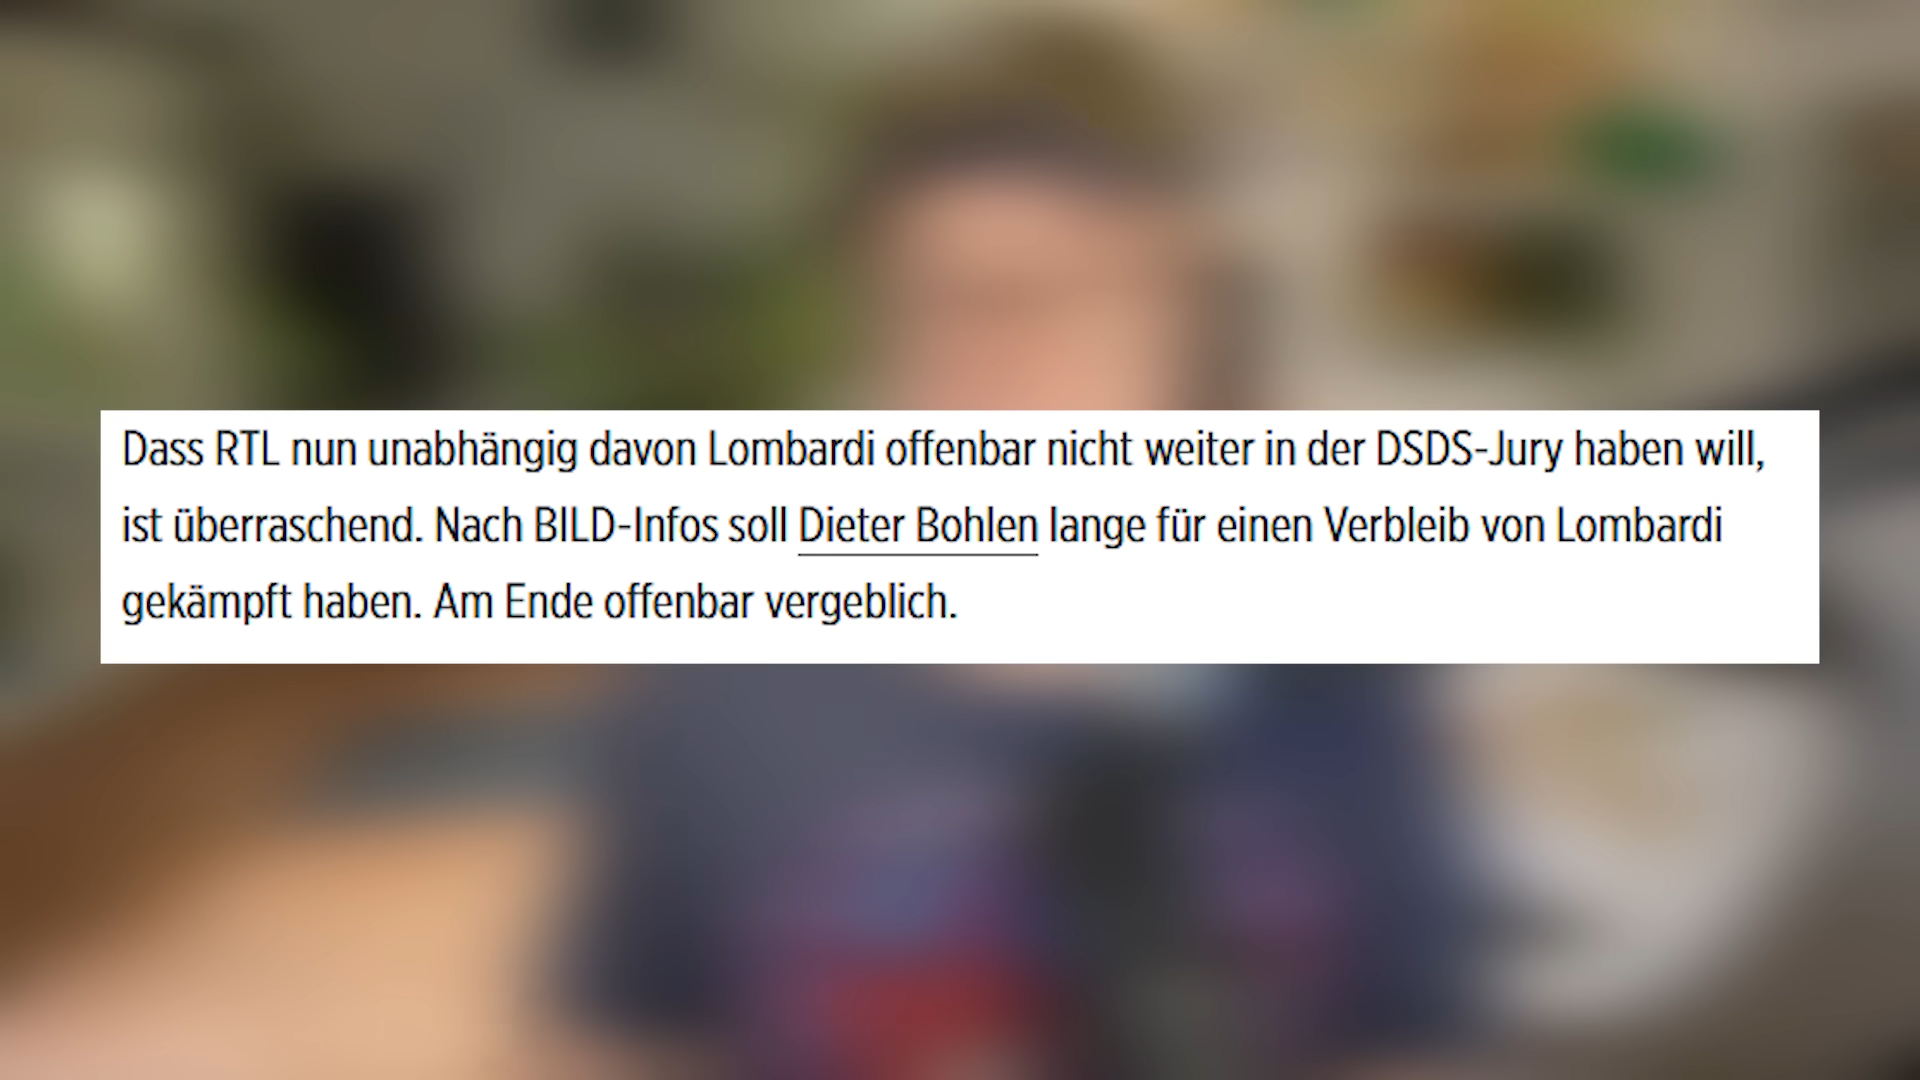 Dass RTL nun unabhängig davon Lombardi offenbar nicht weiter in der DSDS-Jury haben will,
ist überraschend. Nach BILD-Infos soll Dieter Bohlen lange für einen Verbleib von Lombardi
gekämpft haben. Am Ende offenbar vergeblich.